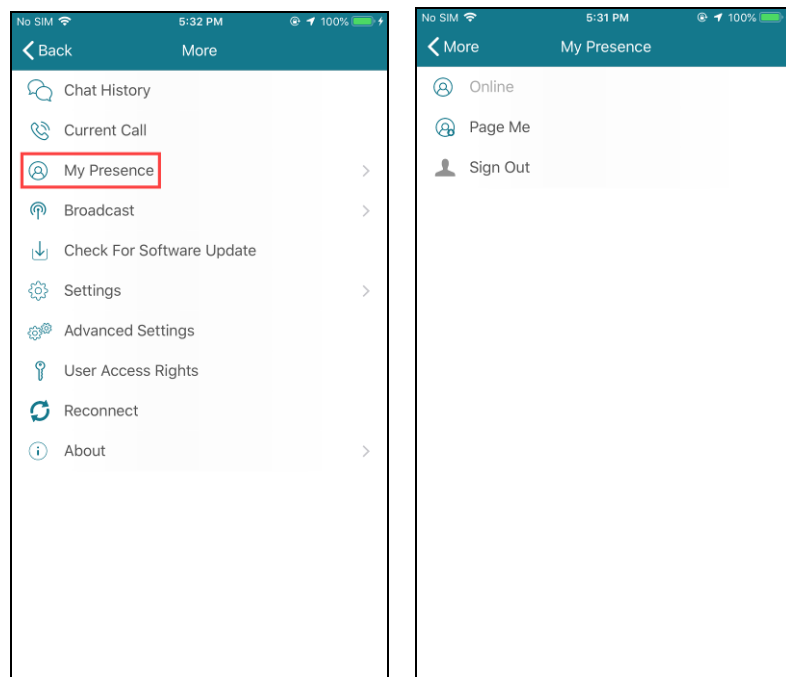 No SIM 5:32 PM 100%
Back More
Chat History
Current Call
My Presence
Broadcast
Check For Software Update
Settings
Advanced Settings
User Access Rights
Reconnect
About
No SIM 5:31 PM 100%
More My Presence
Online
Page Me
Sign Out